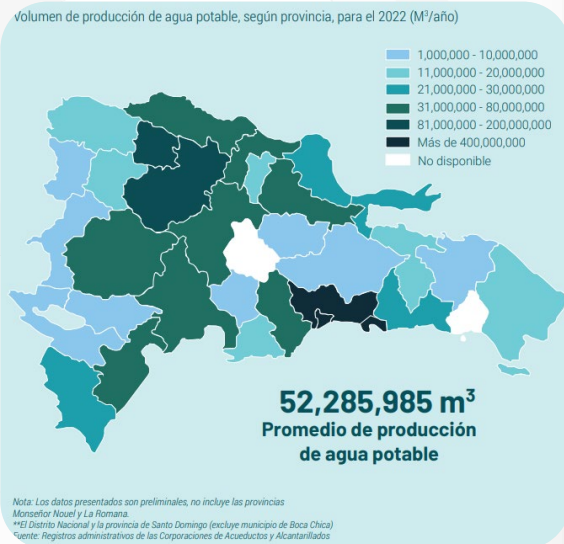 Volumen de producción de agua potable, según provincia, para el 2022 (M³/año)
1,000,000 - 10,000,000
11,000,000 - 20,000,000
21,000,000 - 30,000,000
31,000,000 - 80,000,000
81,000,000 - 200,000,000
Más de 400,000,000
No disponible
52,285,985 m³
Promedio de producción
de agua potable
Nota: Los datos presentados son preliminares, no incluye las provincias
Monseñor Nouel y La Romana.
**El Distrito Nacional y la provincia de Santo Domingo (excluye municipio de Boca Chica)
Fuente: Registros administrativos de las Corporaciones de Acueductos y Alcantarillados